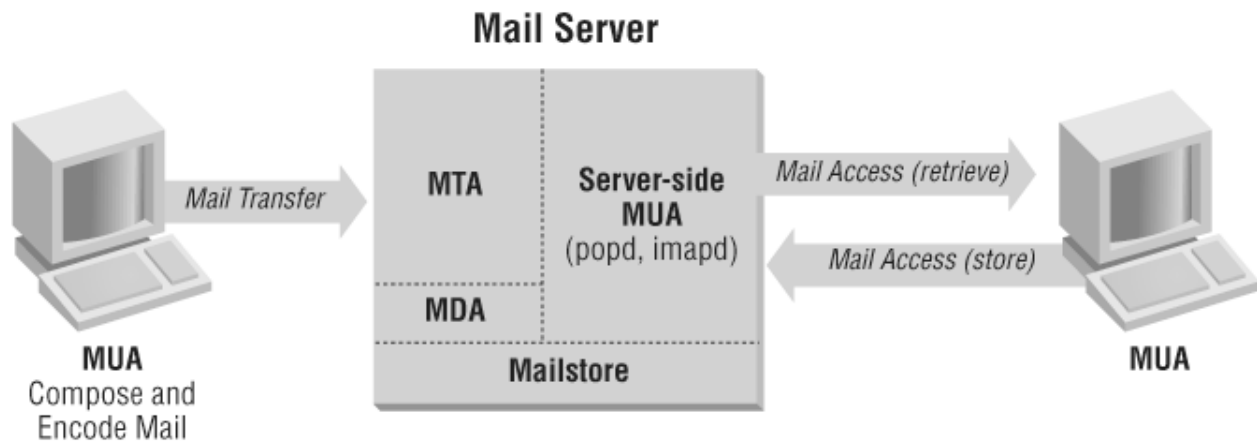 Mail Server
Mail Transfer
MTA
MDA
Server-side
MUA
(popd, imapd)
Mailstore
Mail Access (retrieve)
Mail Access (store)
MUA
Compose and
Encode Mail
MUA